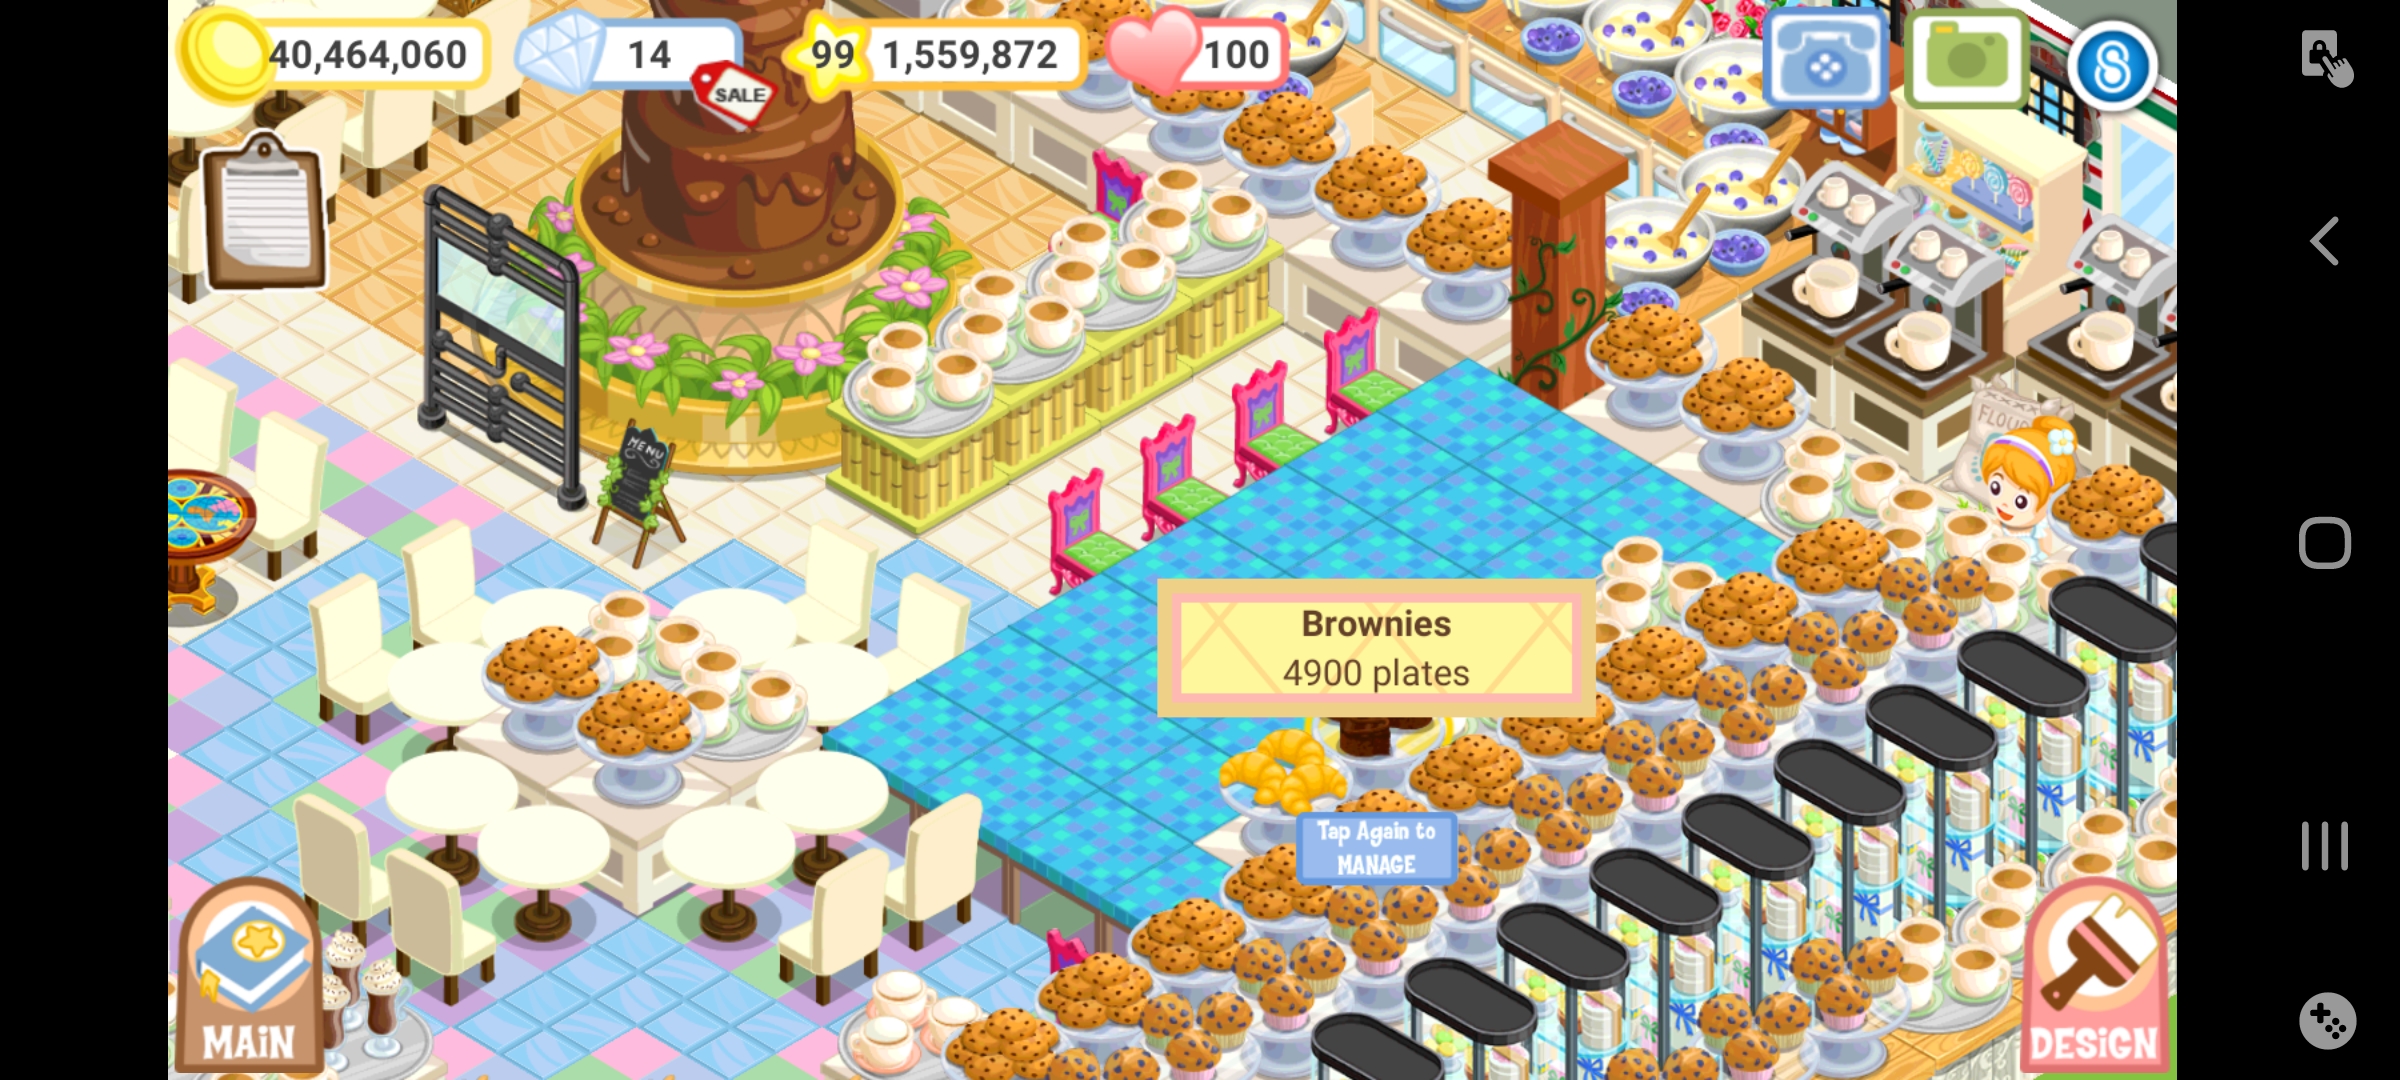 40,464,060
14
SALE
99
1,559,872
100
MENU
FLOUR
Brownies
4900 plates
Tap Again to
MANAGE
MAiN
DESiGN